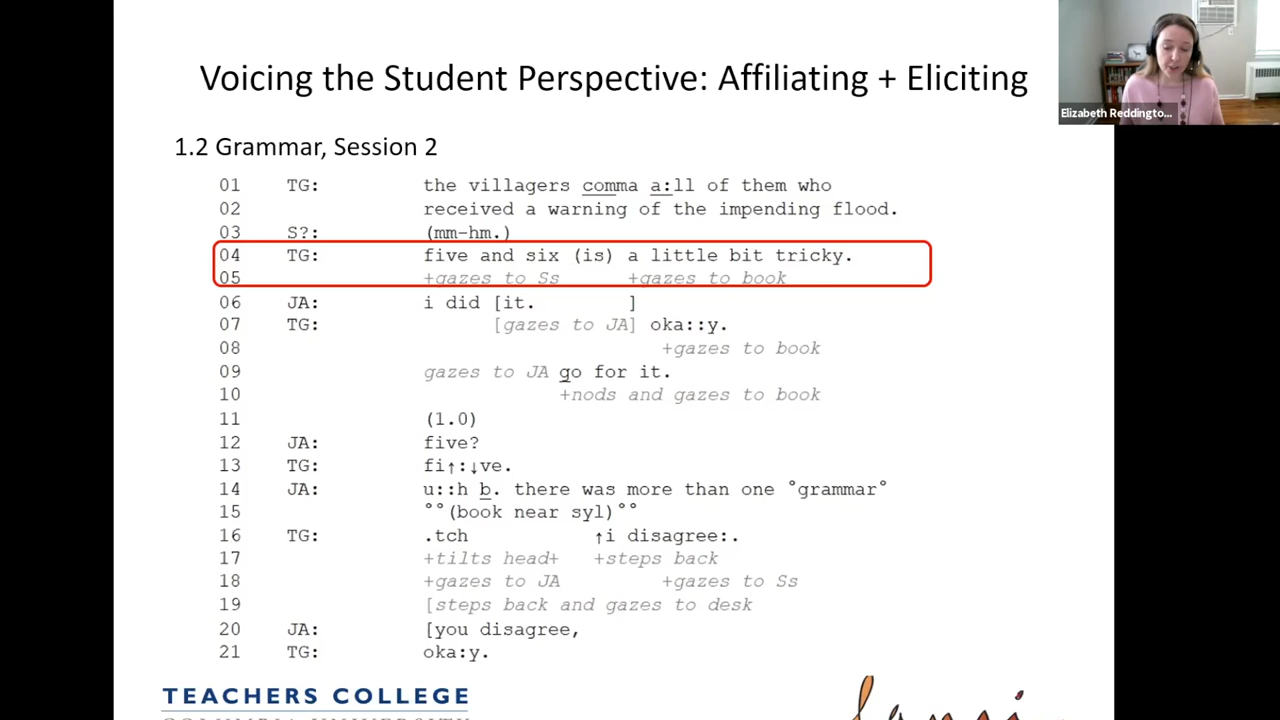 Voicing the Student Perspective: Affiliating + Eliciting
Elizabeth Reddingto...
1.2 Grammar, Session 2
01 TG: the villagers comma a:ll of them who
02 received a warning of the impending flood.
03 S?: (mm-hm.)
04 TG: five and six (is) a little bit tricky.
05 +gazes to Ss +gazes to book
06 JA: i did [it. ]
07 TG: [gazes to JA] oka::y.
08 +gazes to book
09 gazes to JA go for it.
10 +nods and gazes to book
11 (1.0)
12 JA: five?
13 TG: fi↑:↓ve.
14 JA: u::h b. there was more than one °grammar°
15 °°(book near syl)°°
16 TG: .tch ↑i disagree:.
17 +tilts head+ +steps back
18 +gazes to JA +gazes to Ss
19 [steps back and gazes to desk
20 JA: [you disagree,
21 TG: oka:y.
TEACHERS COLLEGE
COLUMBIA UNIVERSITY